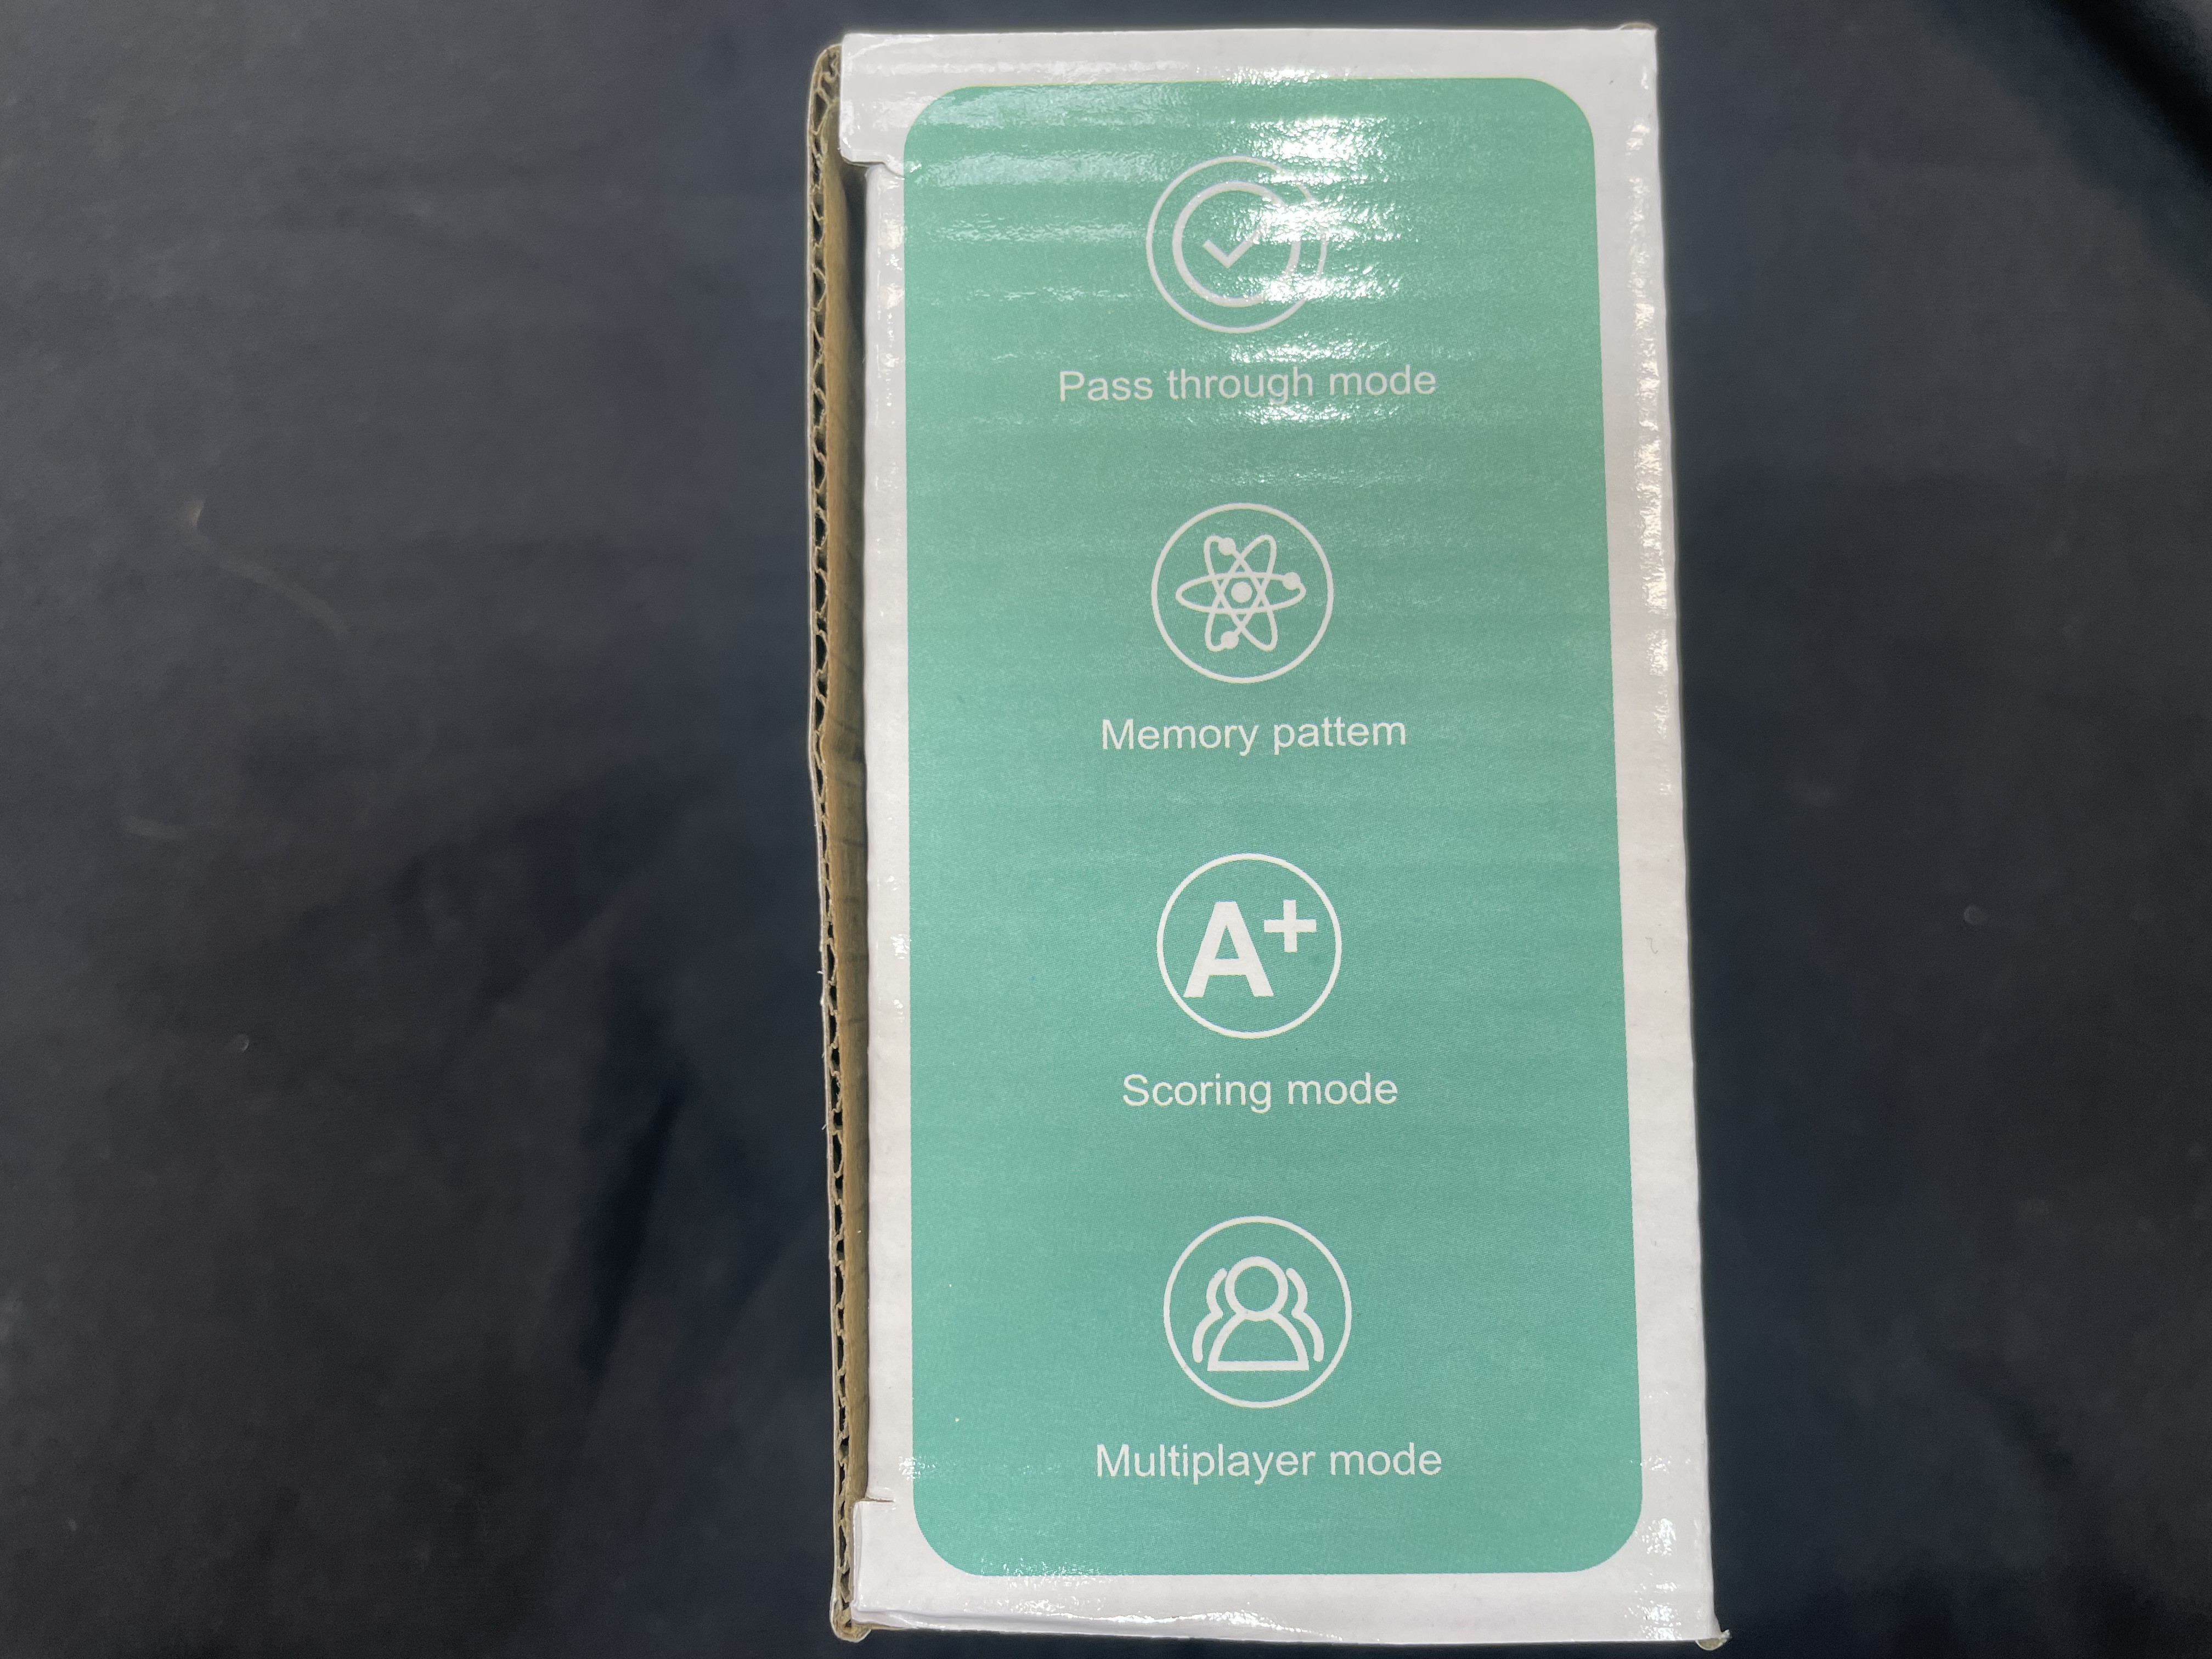 Pass through mode
Memory pattem
A+
Scoring mode
Multiplayer mode